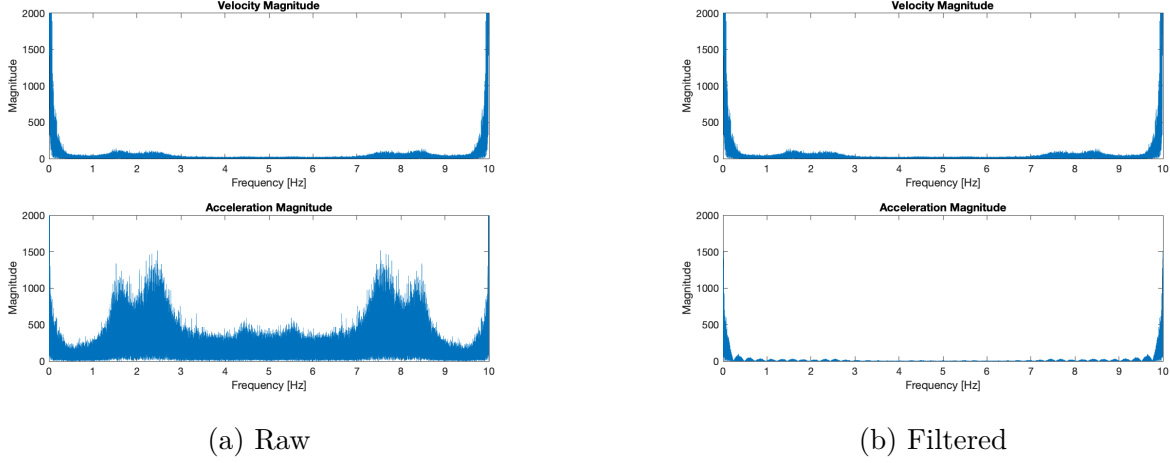 Velocity Magnitude
2000
1500
1000
500
0
Magnitude
0 1 2 3 4 5 6 7 8 9 10
Frequency [Hz]
Acceleration Magnitude
2000
1500
1000
500
0
Magnitude
0 1 2 3 4 5 6 7 8 9 10
Frequency [Hz]
(a) Raw
Velocity Magnitude
2000
1500
1000
500
0
Magnitude
0 1 2 3 4 5 6 7 8 9 10
Frequency [Hz]
Acceleration Magnitude
2000
1500
1000
500
0
Magnitude
0 1 2 3 4 5 6 7 8 9 10
Frequency [Hz]
(b) Filtered